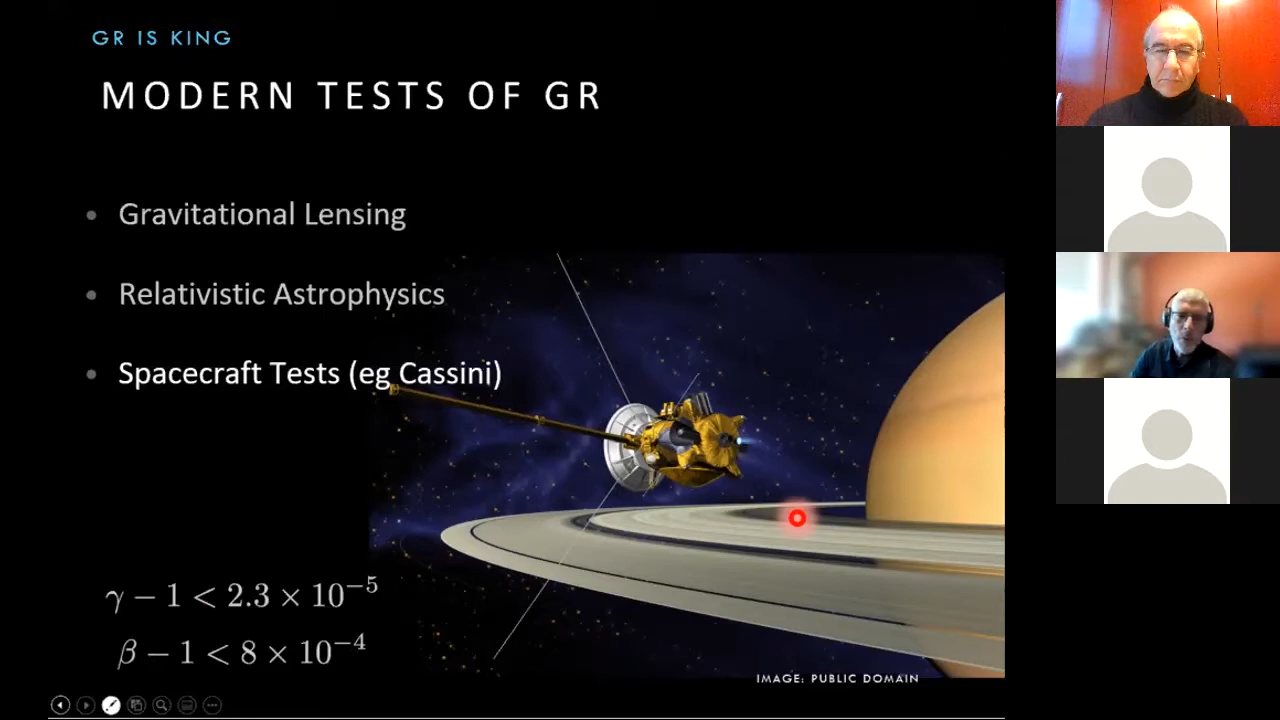 GR IS KING
MODERN TESTS OF GR
• Gravitational Lensing
• Relativistic Astrophysics
• Spacecraft Tests (eg Cassini)
γ − 1 < 2.3 × 10⁻⁵
β − 1 < 8 × 10⁻⁴
IMAGE: PUBLIC DOMAIN